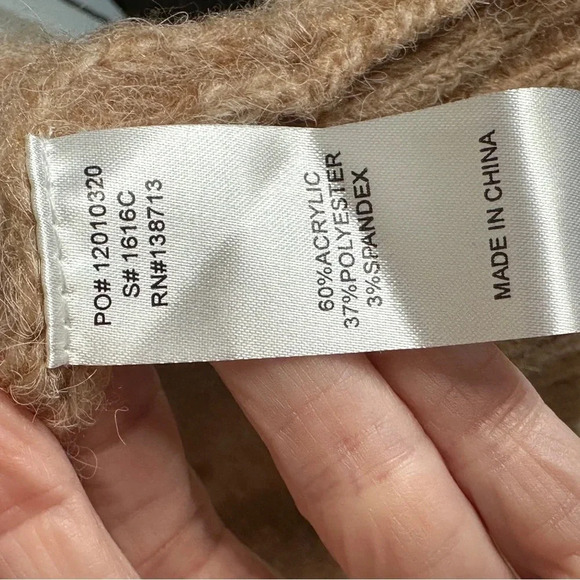 PO# 12010320
S# 1616C
RN#138713
60%ACRYLIC
37%POLYESTER
3%SPANDEX
MADE IN CHINA